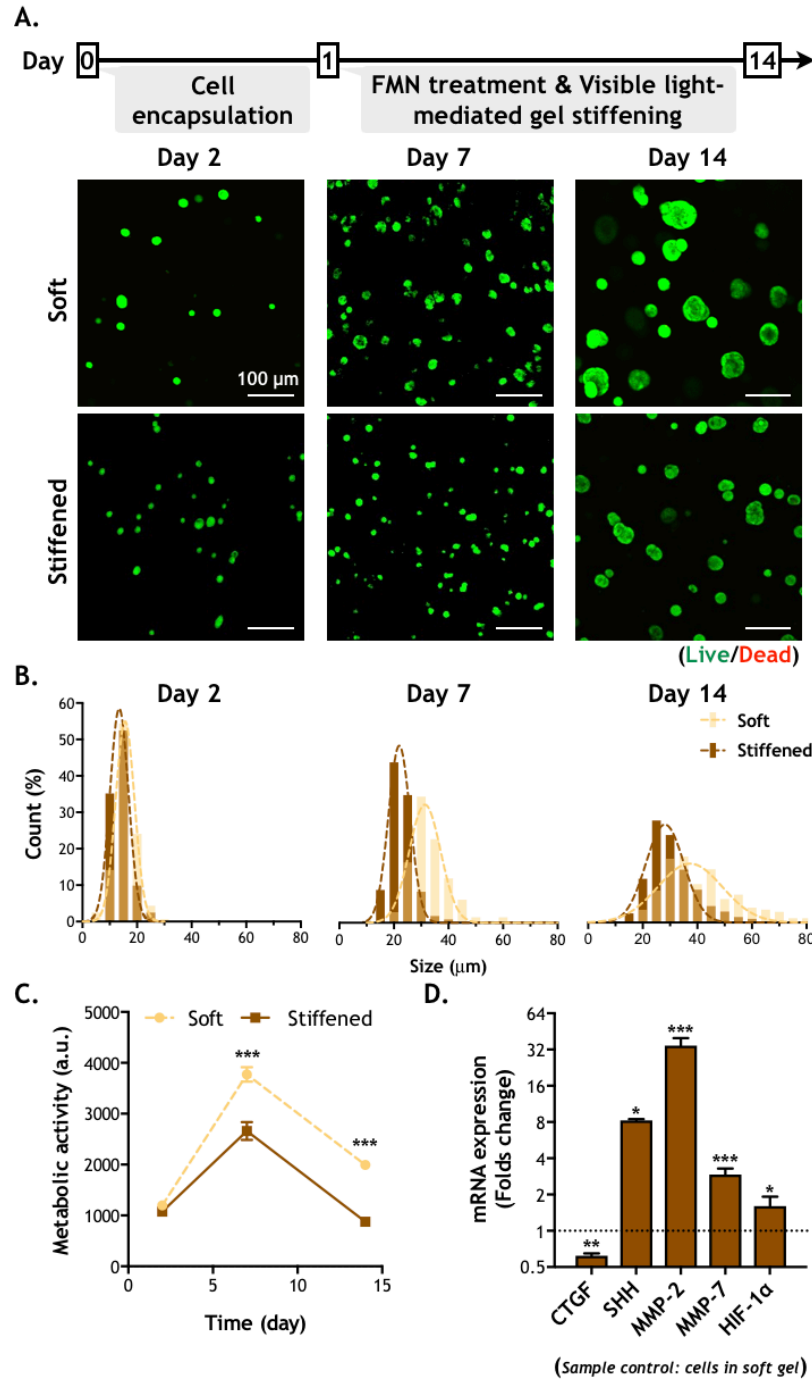 A.
Day 0 1 14
Cell
encapsulation
FMN treatment & Visible light-
mediated gel stiffening
Day 2 Day 7 Day 14
Soft
100 µm
Stiffened
(Live/Dead)
B.
Day 2 Day 7 Day 14
Soft
Stiffened
Count (%)
60
50
40
30
20
10
0
0 20 40 60 80
0 20 40 60 80
0 20 40 60 80
Size (µm)
C.
Soft Stiffened
Metabolic activity (a.u.)
5000
4000
3000
2000
1000
0
***
***
0 5 10 15
Time (day)
D.
mRNA expression
(Folds change)
64
32
16
8
4
2
1
0.5
**
*
***
***
*
CTGF
SHH
MMP-2
MMP-7
HIF-1α
(Sample control: cells in soft gel)